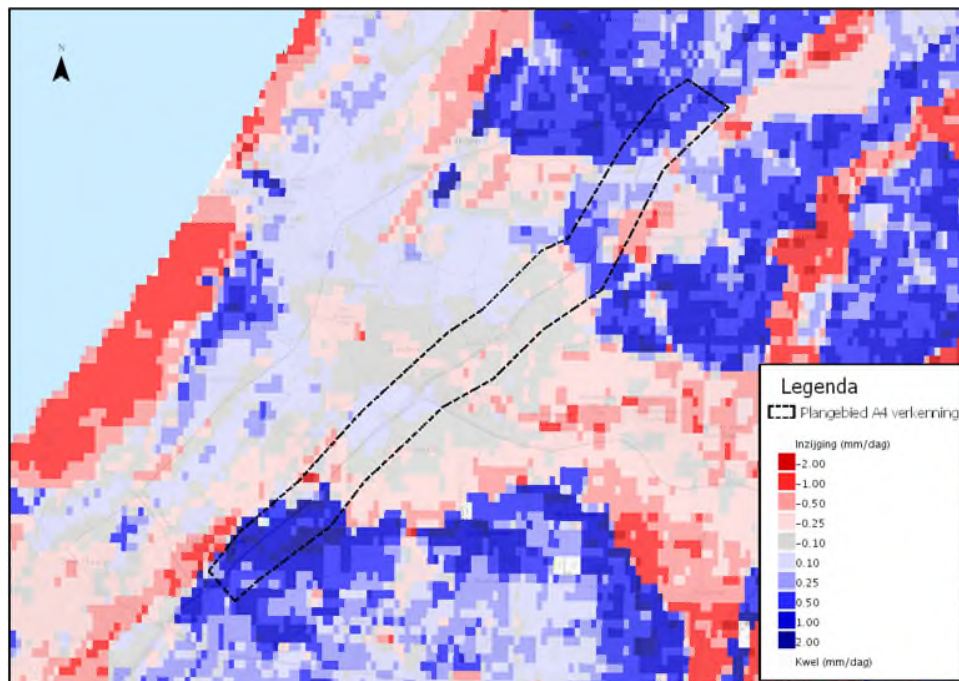 N
Legenda
Plangebied A4 verkenning
Inzijging (mm/dag)
-2.00
-1.00
-0.50
-0.25
-0.10
0.10
0.25
0.50
1.00
2.00
Kwel (mm/dag)